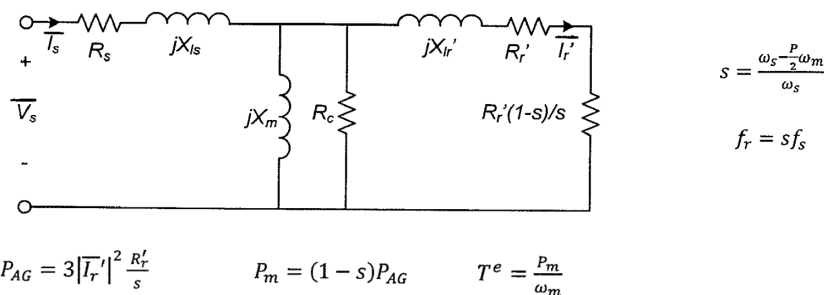 I̅s Rs jXls jXlr' Rr' I̅r'
+
V̅s
-
jXm Rc Rr'(1-s)/s
s = (ωs − P/2 ωm)/ωs
fr = sfs
PAG = 3|I̅r'|² R'r/s
Pm = (1 − s)PAG
Tᵉ = Pm/ωm